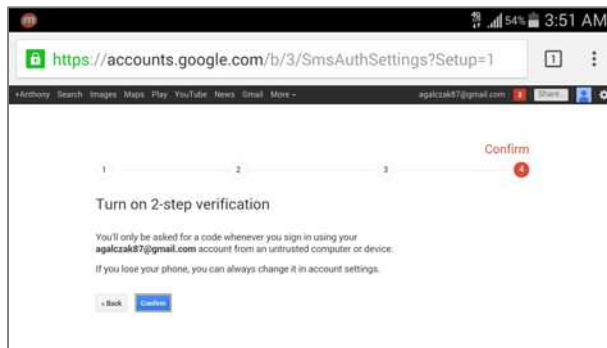 4G 54% 3:51 AM
https://accounts.google.com/b/3/SmsAuthSettings?Setup=1 1
+Anthony Search Images Maps Play YouTube News Gmail More agalczak87@gmail.com Share...
Confirm
1 2 3 4
Turn on 2-step verification
You'll only be asked for a code whenever you sign in using your
agalczak87@gmail.com account from an untrusted computer or device.
If you lose your phone, you can always change it in account settings.
‹ Back Confirm